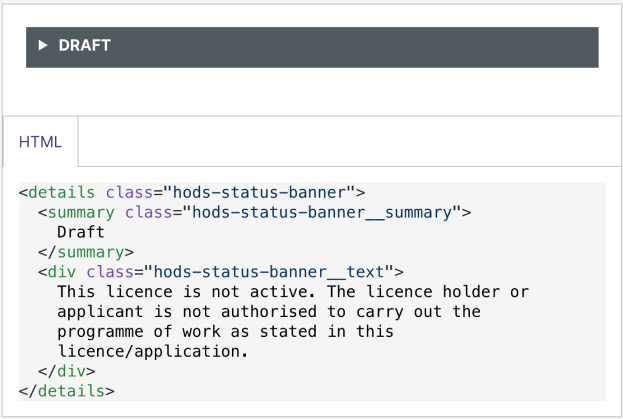 DRAFT
HTML
<details class="hods-status-banner">
  <summary class="hods-status-banner__summary">
    Draft
  </summary>
  <div class="hods-status-banner__text">
    This licence is not active. The licence holder or
    applicant is not authorised to carry out the
    programme of work as stated in this
    licence/application.
  </div>
</details>